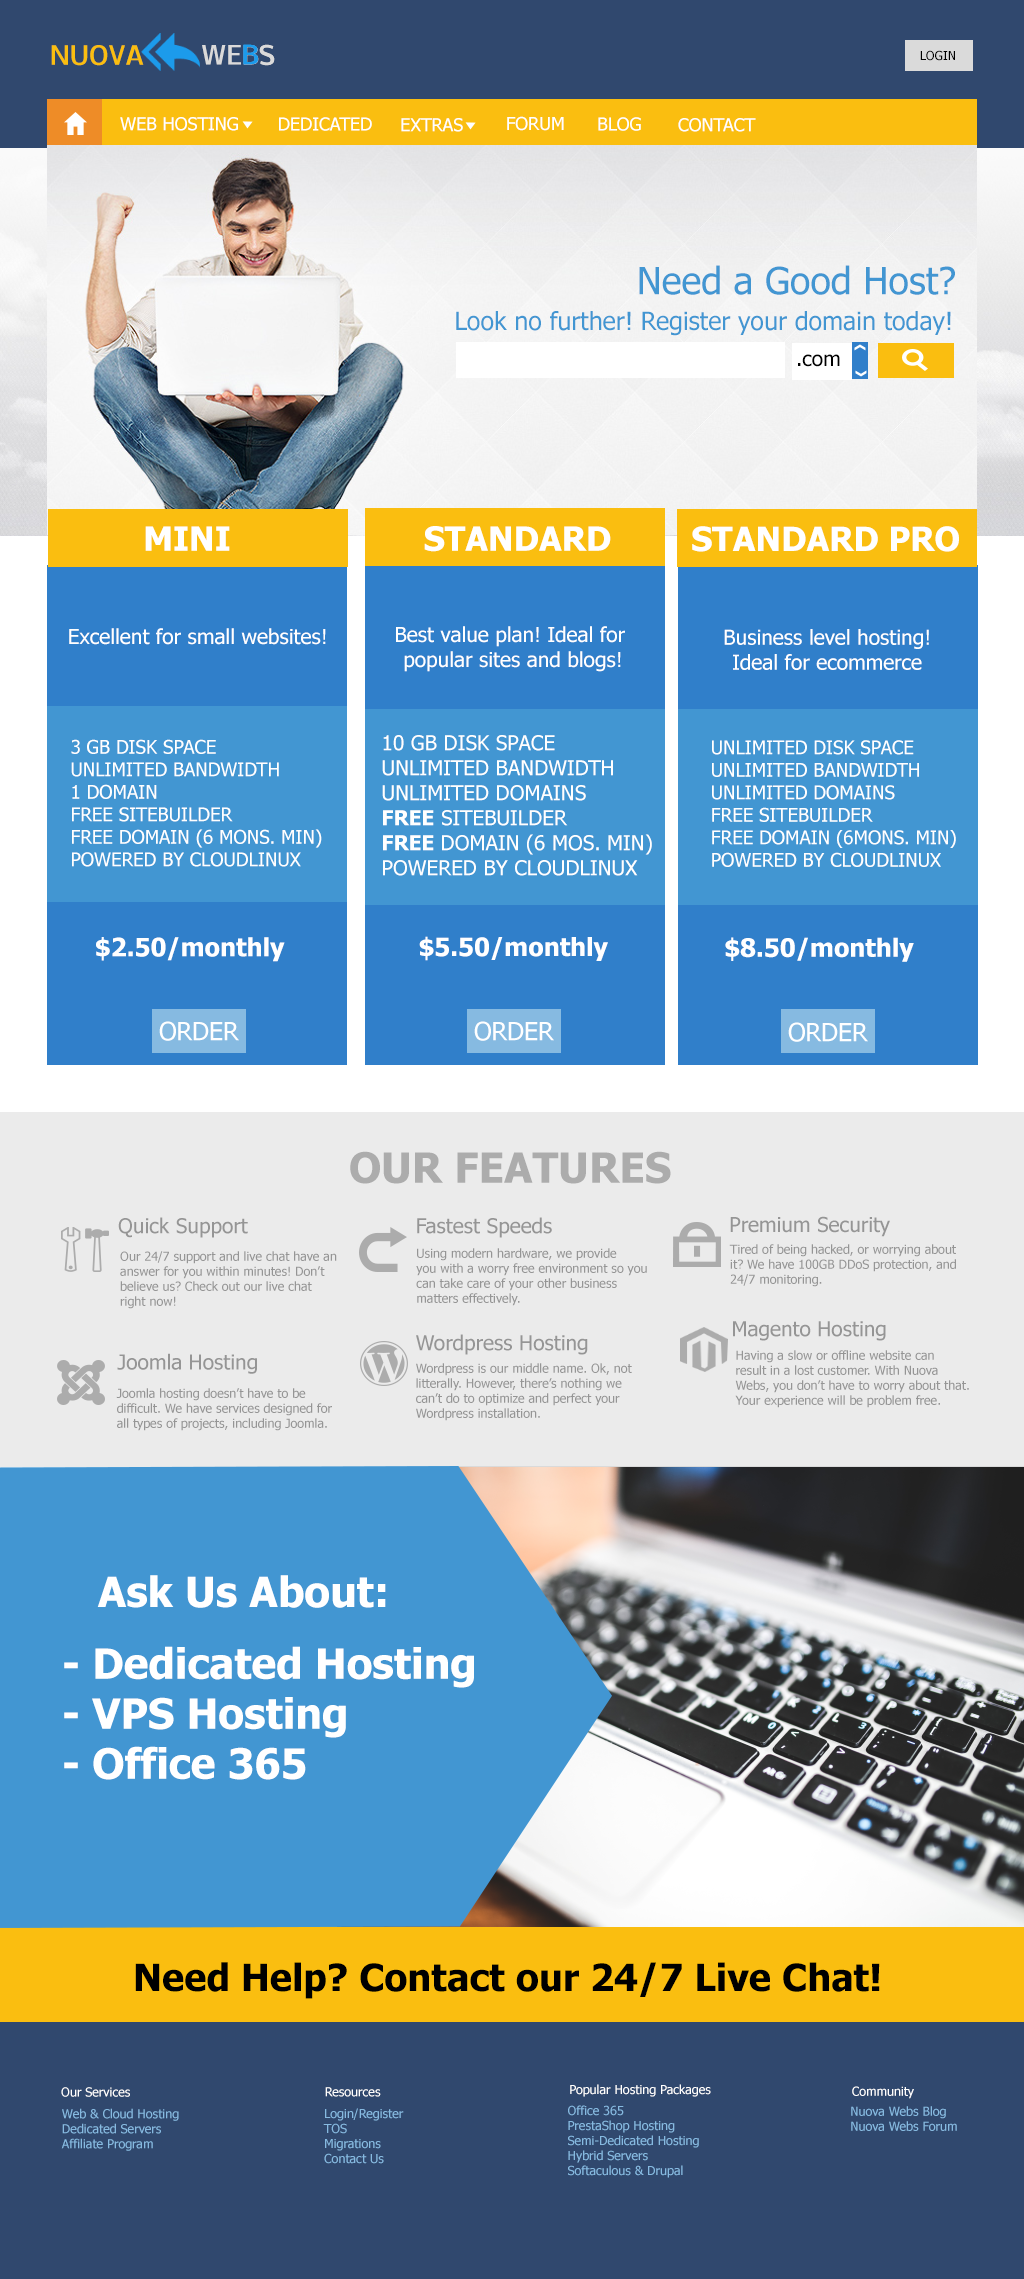 NUOVA WEBS
LOGIN
WEB HOSTING
DEDICATED
EXTRAS
FORUM
BLOG
CONTACT
Need a Good Host?
Look no further! Register your domain today!
.com
MINI
Excellent for small websites!
3 GB DISK SPACE
UNLIMITED BANDWIDTH
1 DOMAIN
FREE SITEBUILDER
FREE DOMAIN (6 MONS. MIN)
POWERED BY CLOUDLINUX
$2.50/monthly
ORDER
STANDARD
Best value plan! Ideal for
popular sites and blogs!
10 GB DISK SPACE
UNLIMITED BANDWIDTH
UNLIMITED DOMAINS
FREE SITEBUILDER
FREE DOMAIN (6 MOS. MIN)
POWERED BY CLOUDLINUX
$5.50/monthly
ORDER
STANDARD PRO
Business level hosting!
Ideal for ecommerce
UNLIMITED DISK SPACE
UNLIMITED BANDWIDTH
UNLIMITED DOMAINS
FREE SITEBUILDER
FREE DOMAIN (6MONS. MIN)
POWERED BY CLOUDLINUX
$8.50/monthly
ORDER
OUR FEATURES
Quick Support
Our 24/7 support and live chat have an
answer for you within minutes! Don't
believe us? Check out our live chat
right now!
Fastest Speeds
Using modern hardware, we provide
you with a worry free environment so you
can take care of your other business
matters effectively.
Premium Security
Tired of being hacked, or worrying about
it? We have 100GB DDoS protection, and
24/7 monitoring.
Joomla Hosting
Joomla hosting doesn't have to be
difficult. We have services designed for
all types of projects, including Joomla.
Wordpress Hosting
Wordpress is our middle name. Ok, not
litterally. However, there's nothing we
can't do to optimize and perfect your
Wordpress installation.
Magento Hosting
Having a slow or offline website can
result in a lost customer. With Nuova
Webs, you don't have to worry about that.
Your experience will be problem free.
Ask Us About:
- Dedicated Hosting
- VPS Hosting
- Office 365
Need Help? Contact our 24/7 Live Chat!
Our Services
Web & Cloud Hosting
Dedicated Servers
Affiliate Program
Resources
Login/Register
TOS
Migrations
Contact Us
Popular Hosting Packages
Office 365
PrestaShop Hosting
Semi-Dedicated Hosting
Hybrid Servers
Softaculous & Drupal
Community
Nuova Webs Blog
Nuova Webs Forum